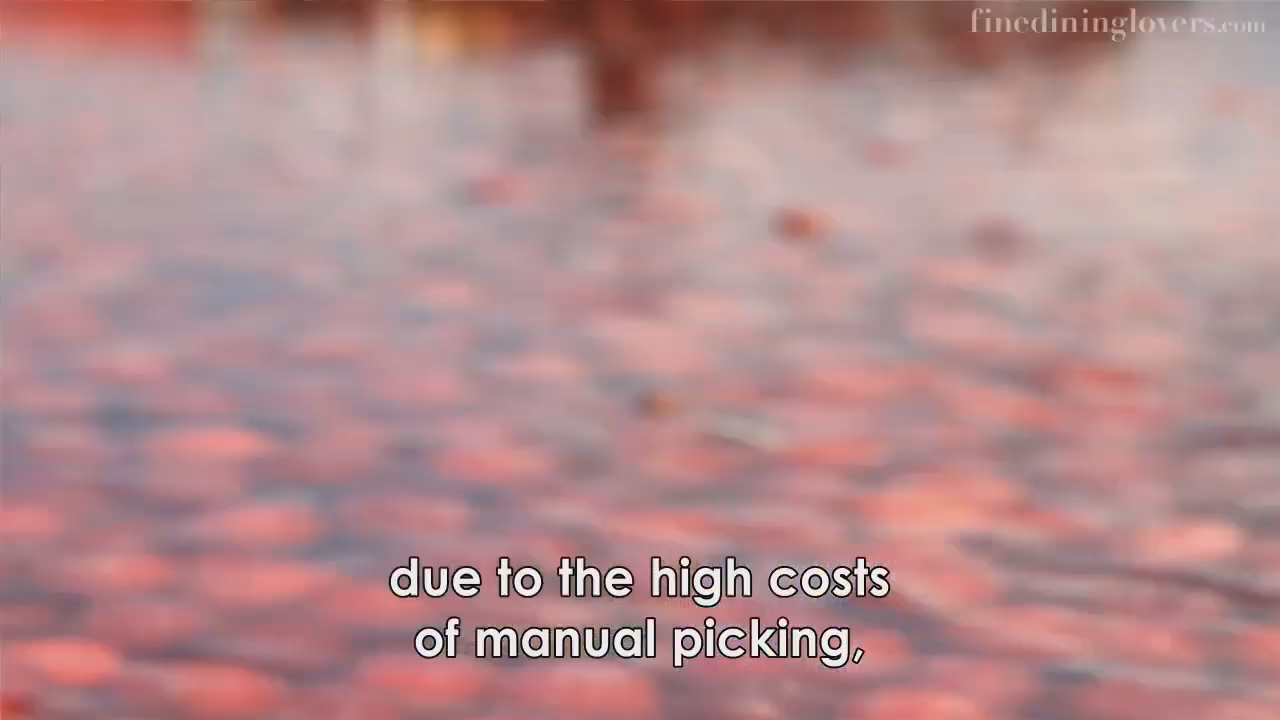 finedininglovers.com
due to the high costs
of manual picking,